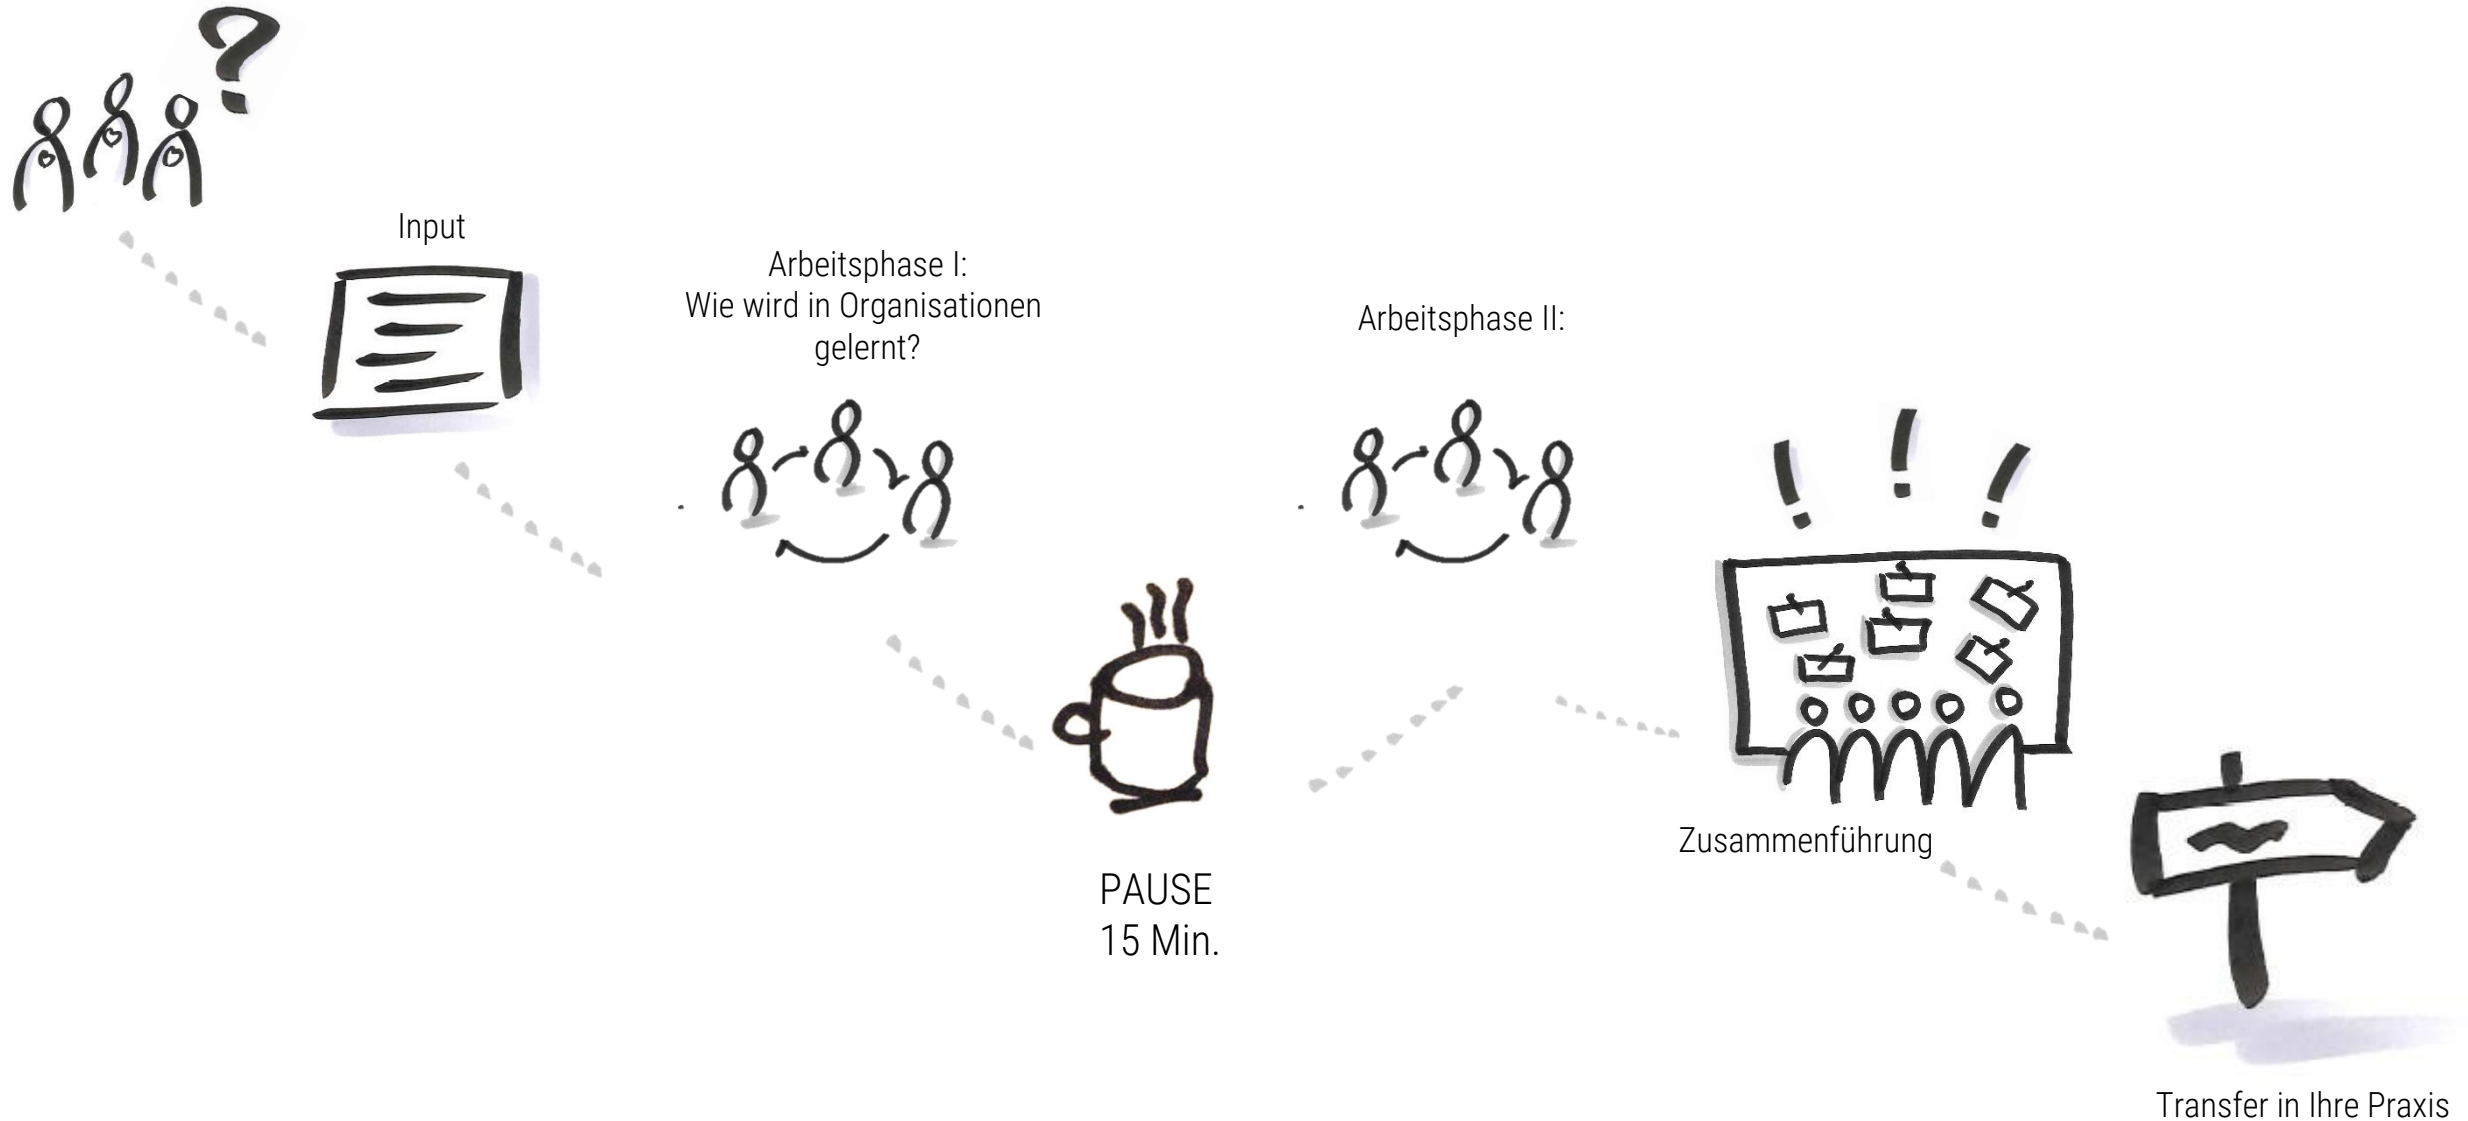 Input
Arbeitsphase I:
Wie wird in Organisationen
gelernt?
Arbeitsphase II:
PAUSE
15 Min.
Zusammenführung
Transfer in Ihre Praxis